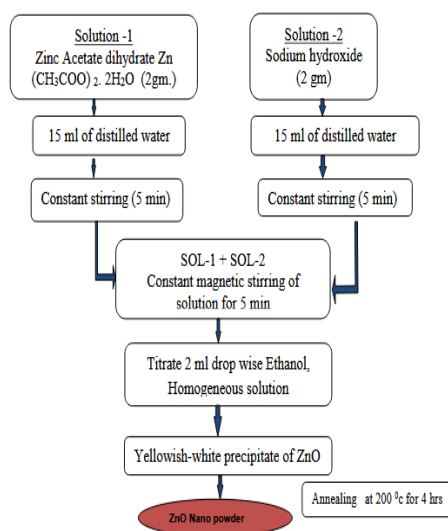 Solution -1
Zinc Acetate dihydrate Zn
(CH3COO) 2. 2H2O (2gm.)
Solution -2
Sodium hydroxide
(2 gm)
15 ml of distilled water
15 ml of distilled water
Constant stirring (5 min)
Constant stirring (5 min)
SOL-1 + SOL-2
Constant magnetic stirring of
solution for 5 min
Titrate 2 ml drop wise Ethanol,
Homogeneous solution
Yellowish-white precipitate of ZnO
Annealing at 200 ⁰c for 4 hrs
ZnO Nano powder